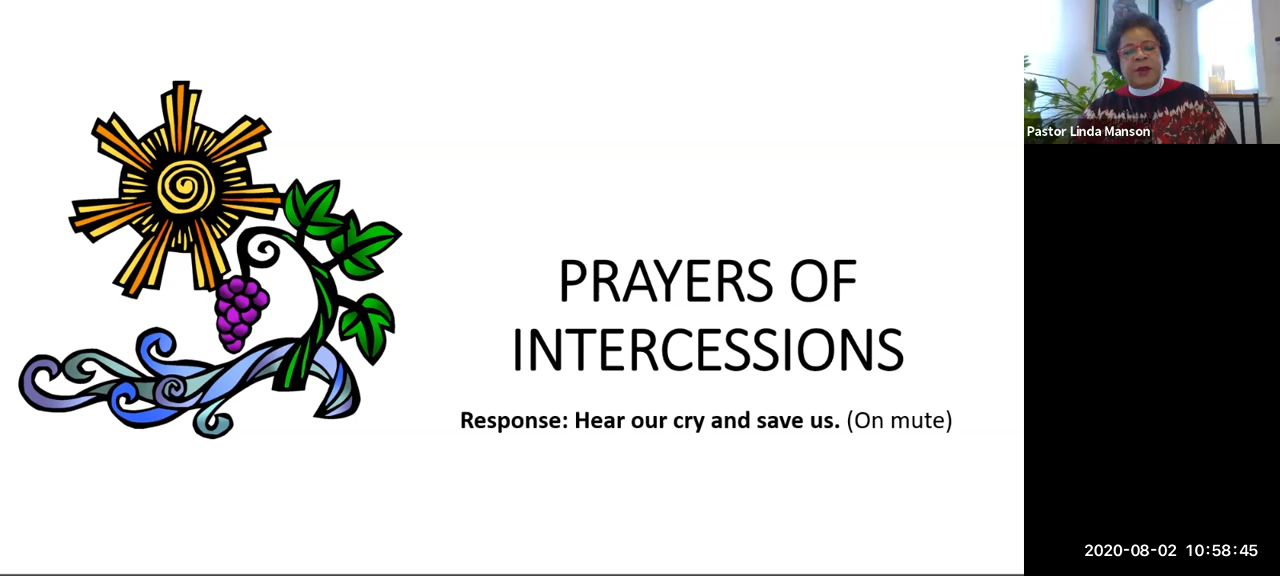 PRAYERS OF
INTERCESSIONS
Response: Hear our cry and save us. (On mute)
Pastor Linda Manson
2020-08-02 10:58:45